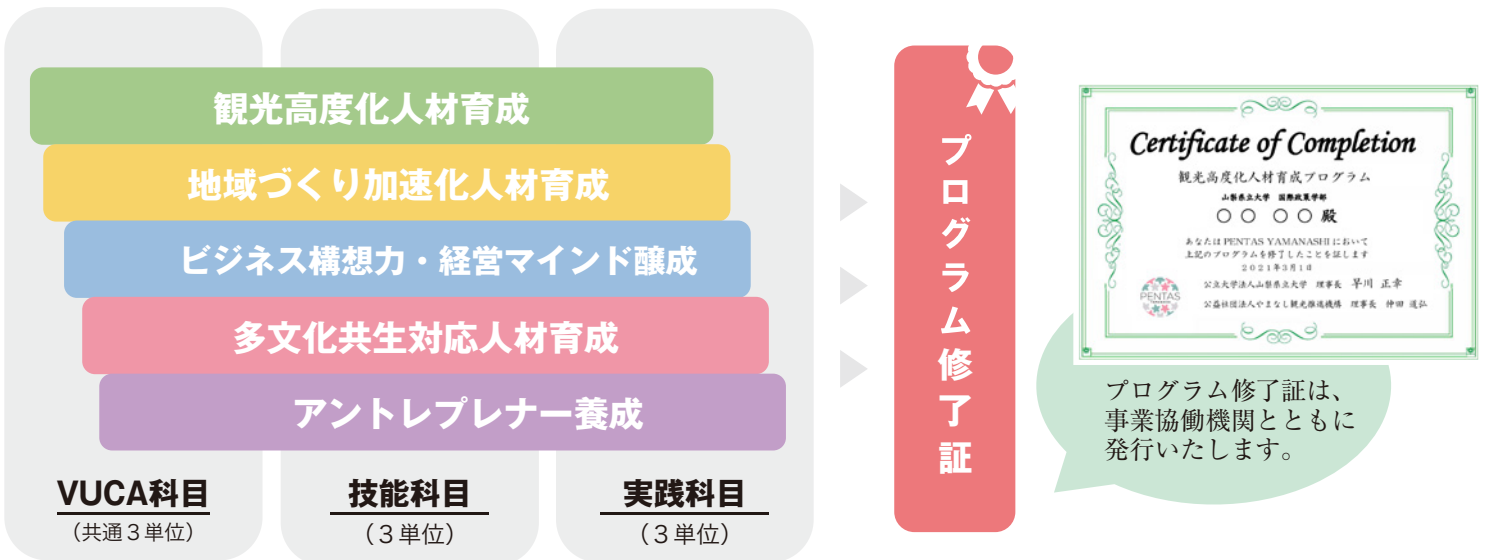 観光高度化人材育成
地域づくり加速化人材育成
ビジネス構想力・経営マインド醸成
多文化共生対応人材育成
アントレプレナー養成
VUCA科目
（共通３単位）
技能科目
（３単位）
実践科目
（３単位）
プログラム修了証
Certificate of Completion
観光高度化人材育成プログラム
山梨県立大学 国際政策学部
○○ ○○ 殿
あなたは PENTAS YAMANASHI において
上記のプログラムを修了したことを証します
2021年3月1日
公立大学法人山梨県立大学 理事長 早川 正幸
公益社団法人やまなし観光推進機構 理事長 仲田 道弘
PENTAS
プログラム修了証は、
事業協働機関とともに
発行いたします。